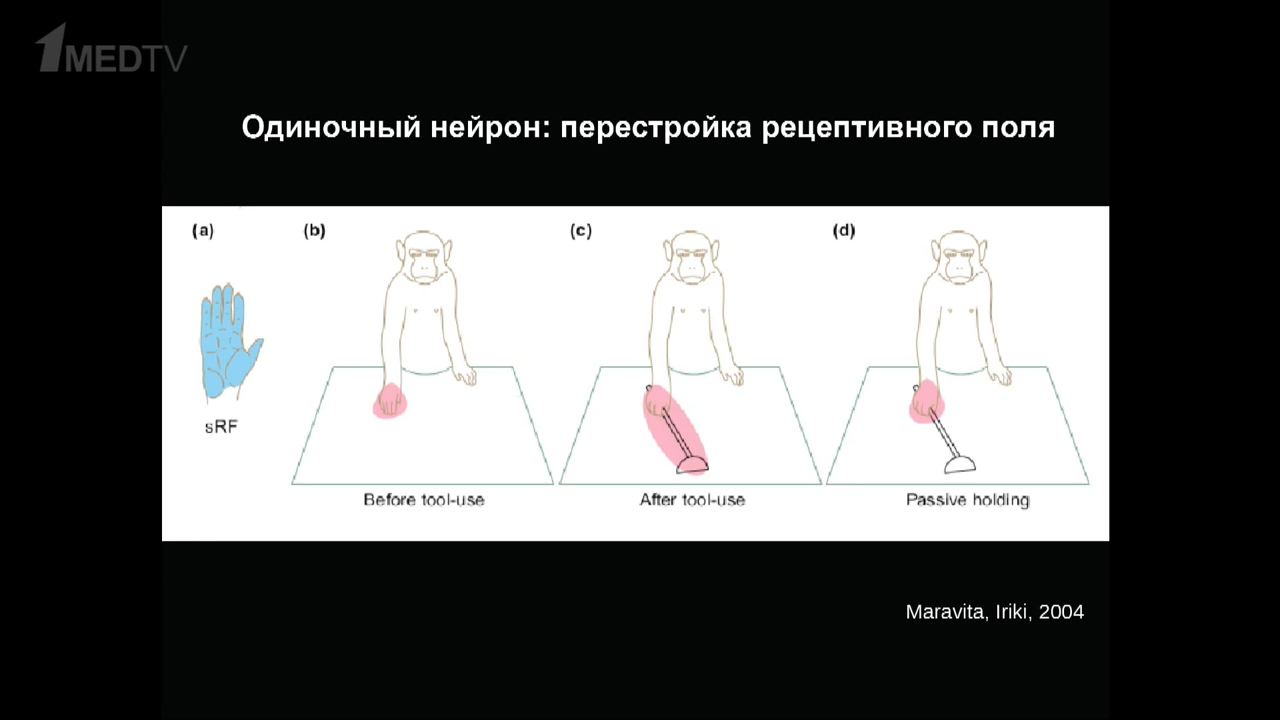 1MEDTV
Одиночный нейрон: перестройка рецептивного поля
(a) (b) (c) (d)
sRF
Before tool-use After tool-use Passive holding
Maravita, Iriki, 2004